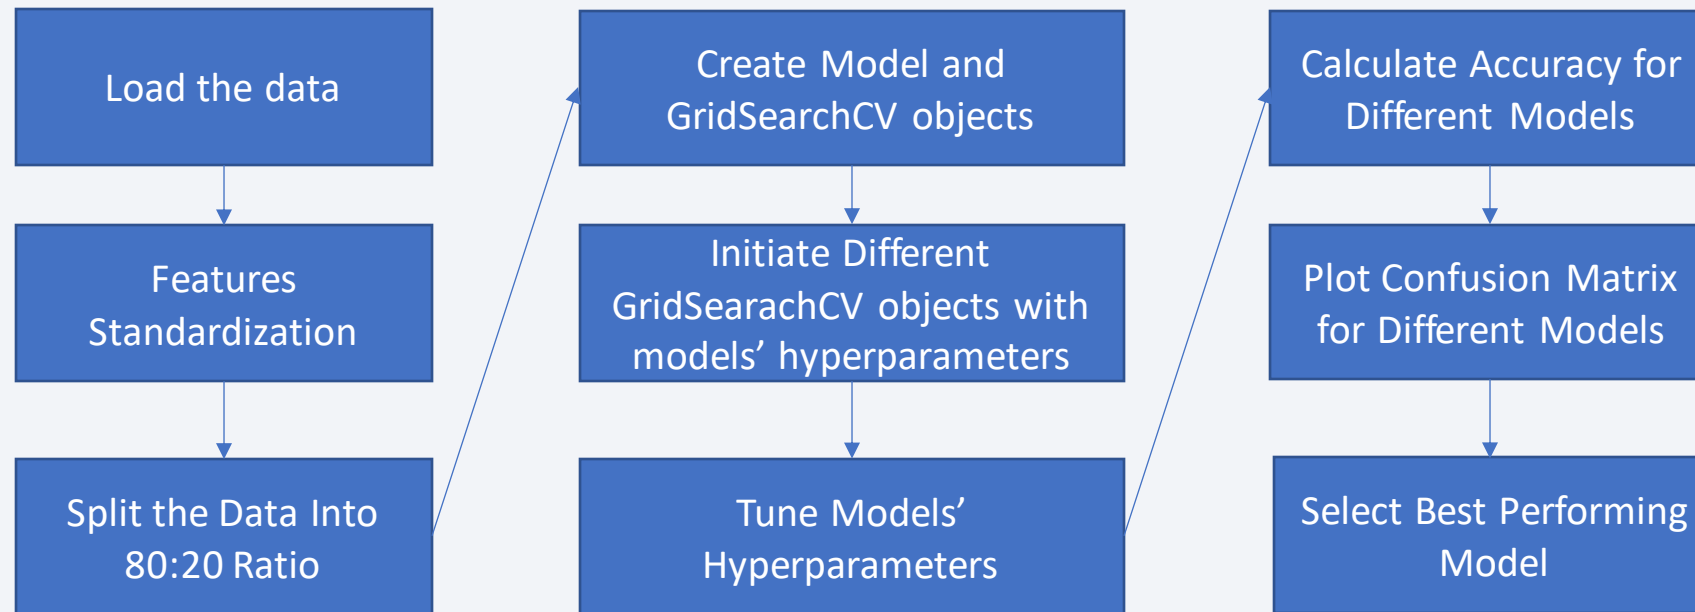 Load the data
Features
Standardization
Split the Data Into
80:20 Ratio
Create Model and
GridSearchCV objects
Initiate Different
GridSearachCV objects with
models’ hyperparameters
Tune Models’
Hyperparameters
Calculate Accuracy for
Different Models
Plot Confusion Matrix
for Different Models
Select Best Performing
Model